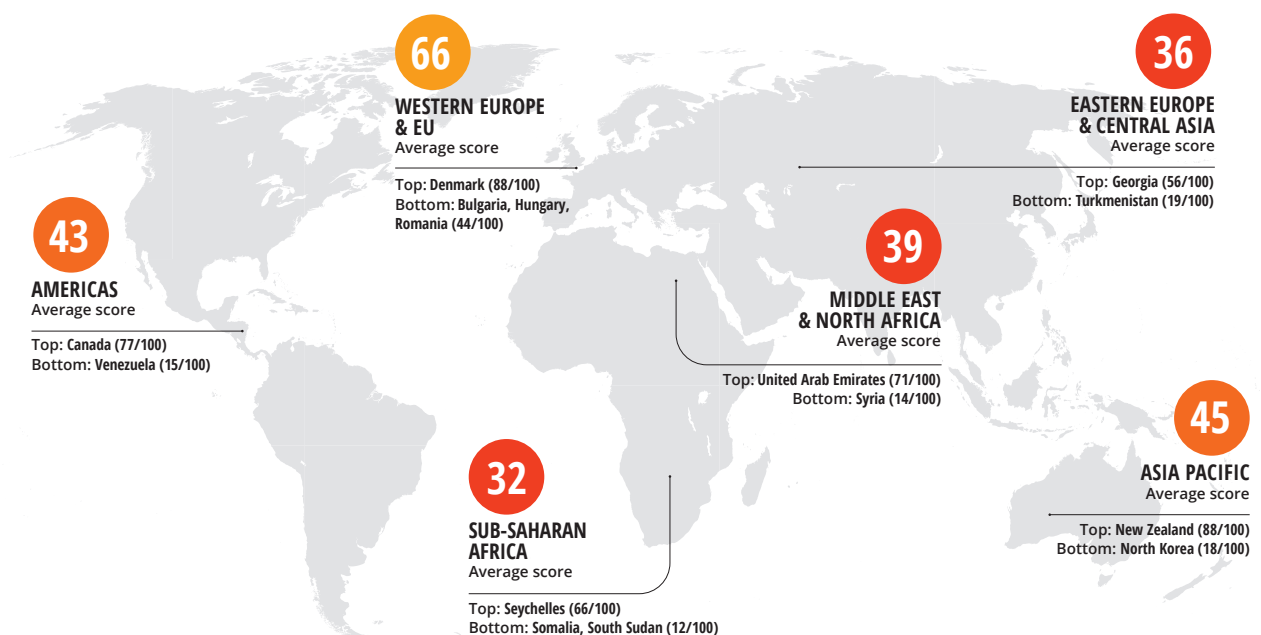 66
WESTERN EUROPE
& EU
Average score
Top: Denmark (88/100)
Bottom: Bulgaria, Hungary,
Romania (44/100)
36
EASTERN EUROPE
& CENTRAL ASIA
Average score
Top: Georgia (56/100)
Bottom: Turkmenistan (19/100)
43
AMERICAS
Average score
Top: Canada (77/100)
Bottom: Venezuela (15/100)
39
MIDDLE EAST
& NORTH AFRICA
Average score
Top: United Arab Emirates (71/100)
Bottom: Syria (14/100)
32
SUB-SAHARAN
AFRICA
Average score
Top: Seychelles (66/100)
Bottom: Somalia, South Sudan (12/100)
45
ASIA PACIFIC
Average score
Top: New Zealand (88/100)
Bottom: North Korea (18/100)